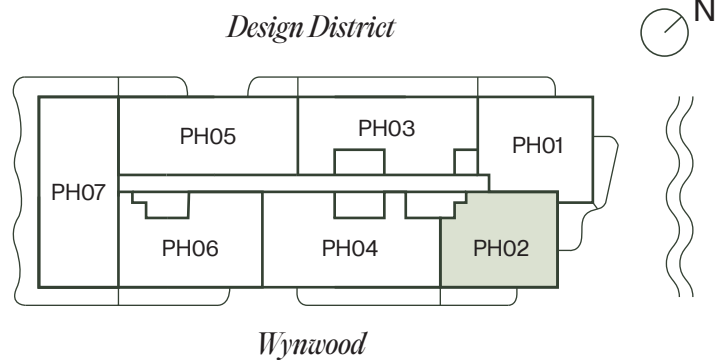 N
Design District
PH05
PH03
PH01
PH07
PH06
PH04
PH02
Wynwood